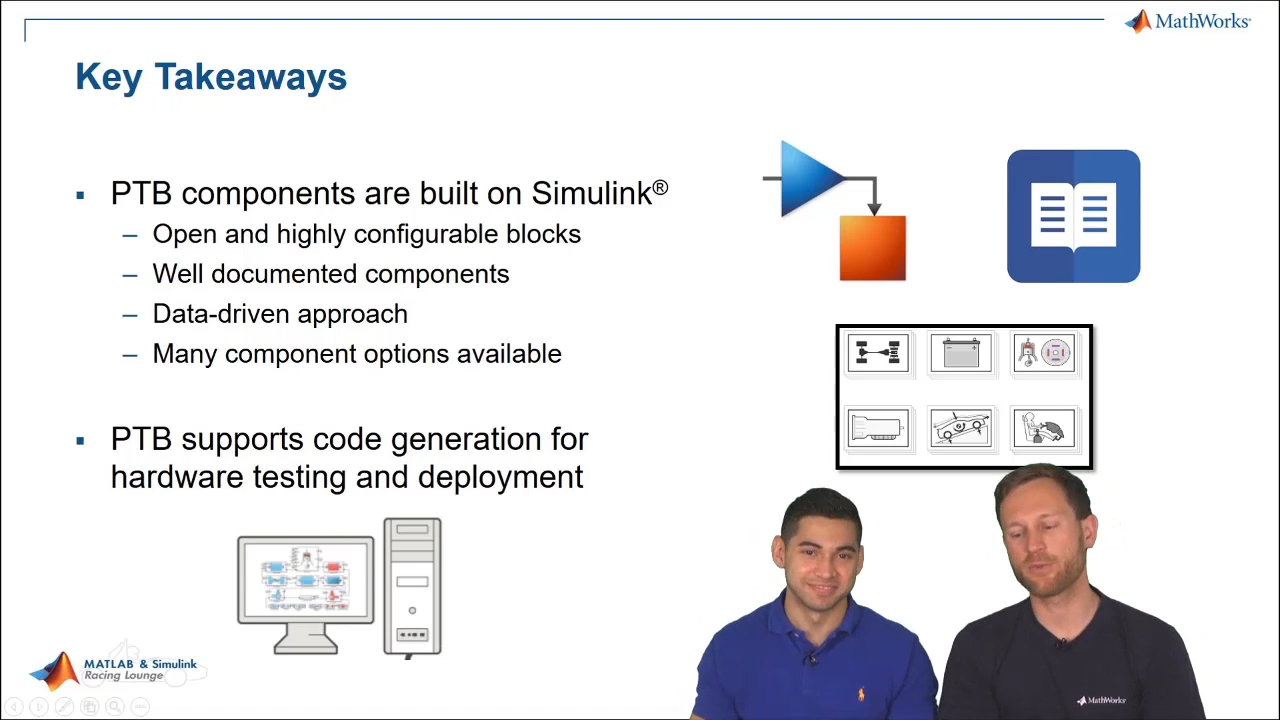 MathWorks®
Key Takeaways
▪ PTB components are built on Simulink®
– Open and highly configurable blocks
– Well documented components
– Data-driven approach
– Many component options available
▪ PTB supports code generation for
hardware testing and deployment
MATLAB & Simulink
Racing Lounge
MathWorks